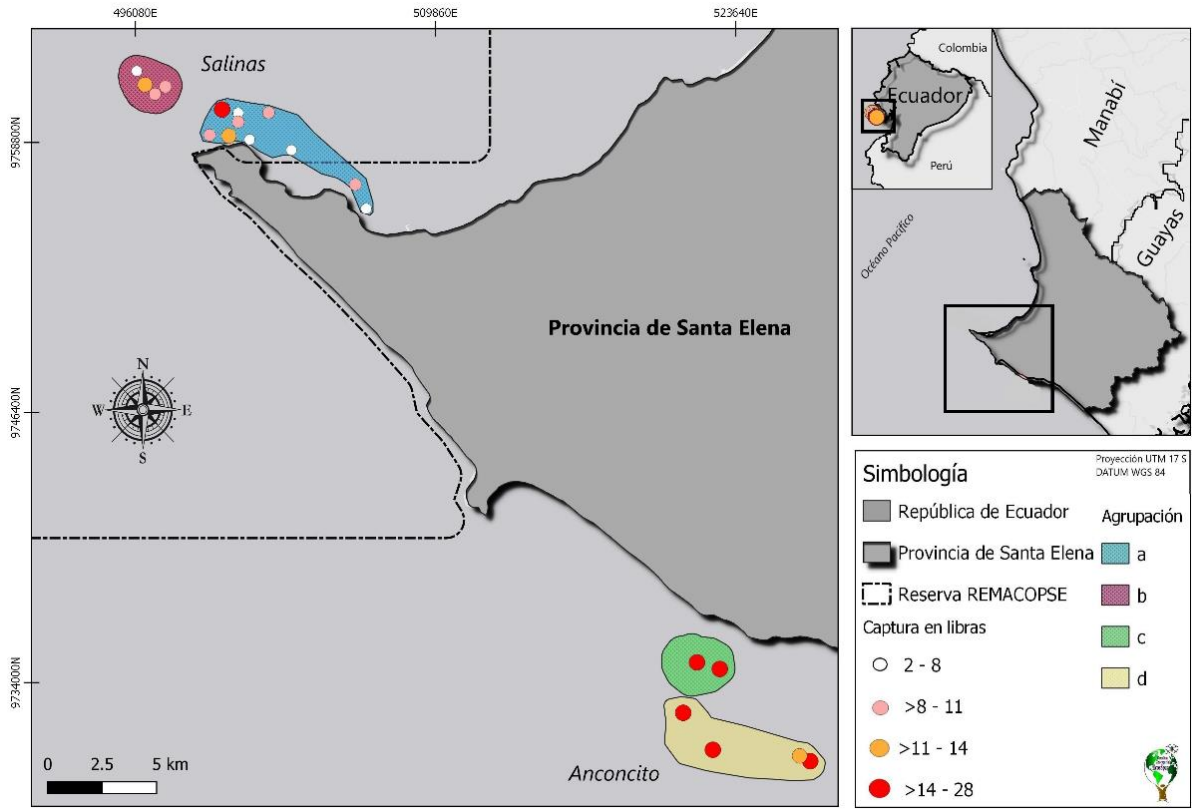 496080E
509860E
523640E
9758800N
9746400N
9734000N
Salinas
Provincia de Santa Elena
N
W
E
S
0
2.5
5 km
Anconcito
Colombia
Ecuador
Perú
Manabí
Guayas
Océano Pacífico
Simbología
Proyección UTM 17 S
DATUM WGS 84
República de Ecuador
Provincia de Santa Elena
Reserva REMACOPSE
Captura en libras
2 - 8
>8 - 11
>11 - 14
>14 - 28
Agrupación
a
b
c
d